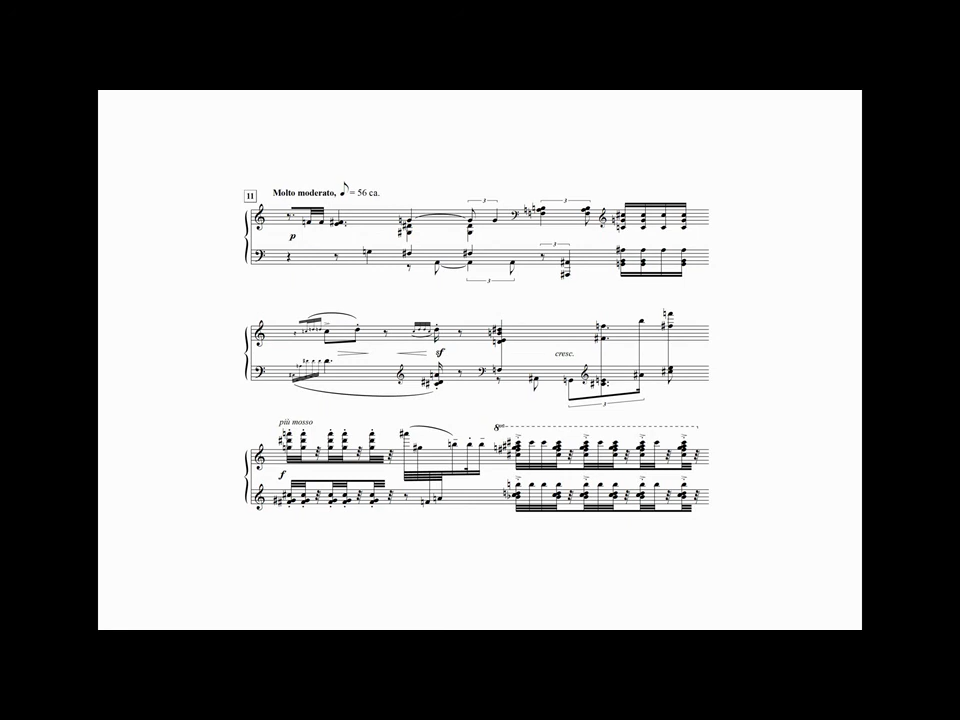 11 Molto moderato, ♪ = 56 ca.
3 3
p
3
3
sf cresc.
3
più mosso
8va
f